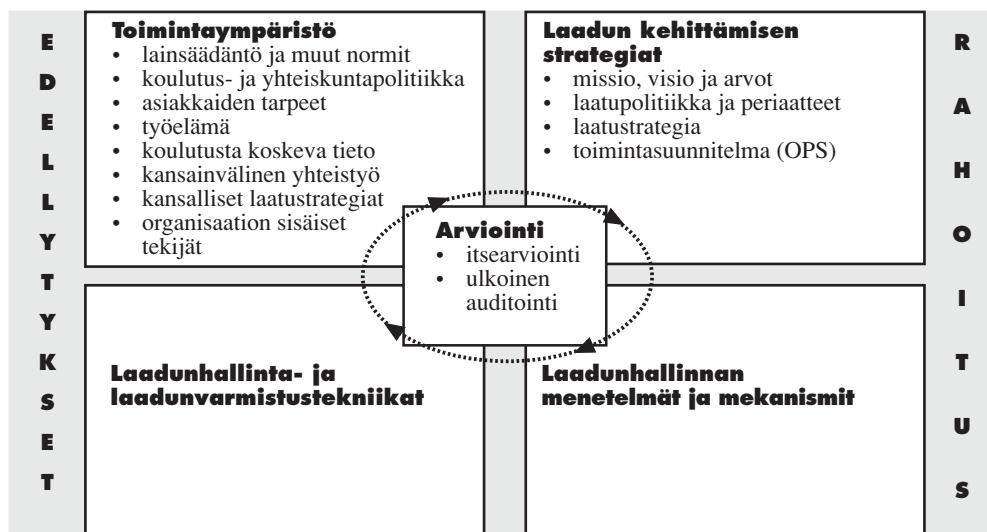 E
D
E
L
L
Y
T
Y
K
S
E
T
Toimintaympäristö
• lainsäädäntö ja muut normit
• koulutus- ja yhteiskuntapolitiikka
• asiakkaiden tarpeet
• työelämä
• koulutusta koskeva tieto
• kansainvälinen yhteistyö
• kansalliset laatustrategiat
• organisaation sisäiset
tekijät
Laadun kehittämisen
strategiat
• missio, visio ja arvot
• laatupolitiikka ja periaatteet
• laatustrategia
• toimintasuunnitelma (OPS)
Arviointi
• itsearviointi
• ulkoinen
auditointi
Laadunhallinta- ja
laadunvarmistustekniikat
Laadunhallinnan
menetelmät ja mekanismit
R
A
H
O
I
T
U
S